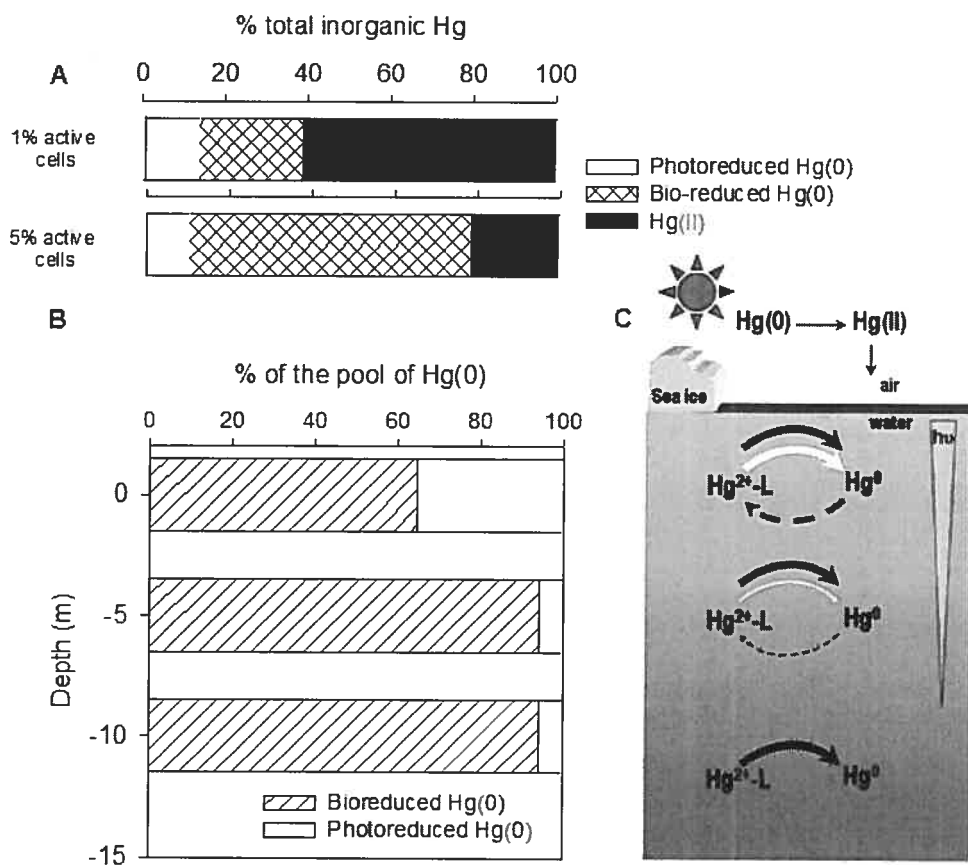 % total inorganic Hg
A
0 20 40 60 80 100
1% active
cells
5% active
cells
Photoreduced Hg(0)
Bio-reduced Hg(0)
Hg(II)
B
% of the pool of Hg(0)
0 20 40 60 80 100
Depth (m)
0
-5
-10
-15
Bioreduced Hg(0)
Photoreduced Hg(0)
C
Hg(0) Hg(II)
Sea ice
air
water
hυ
Hg²⁺-L Hg⁰
Hg²⁺-L Hg⁰
Hg²⁺-L Hg⁰